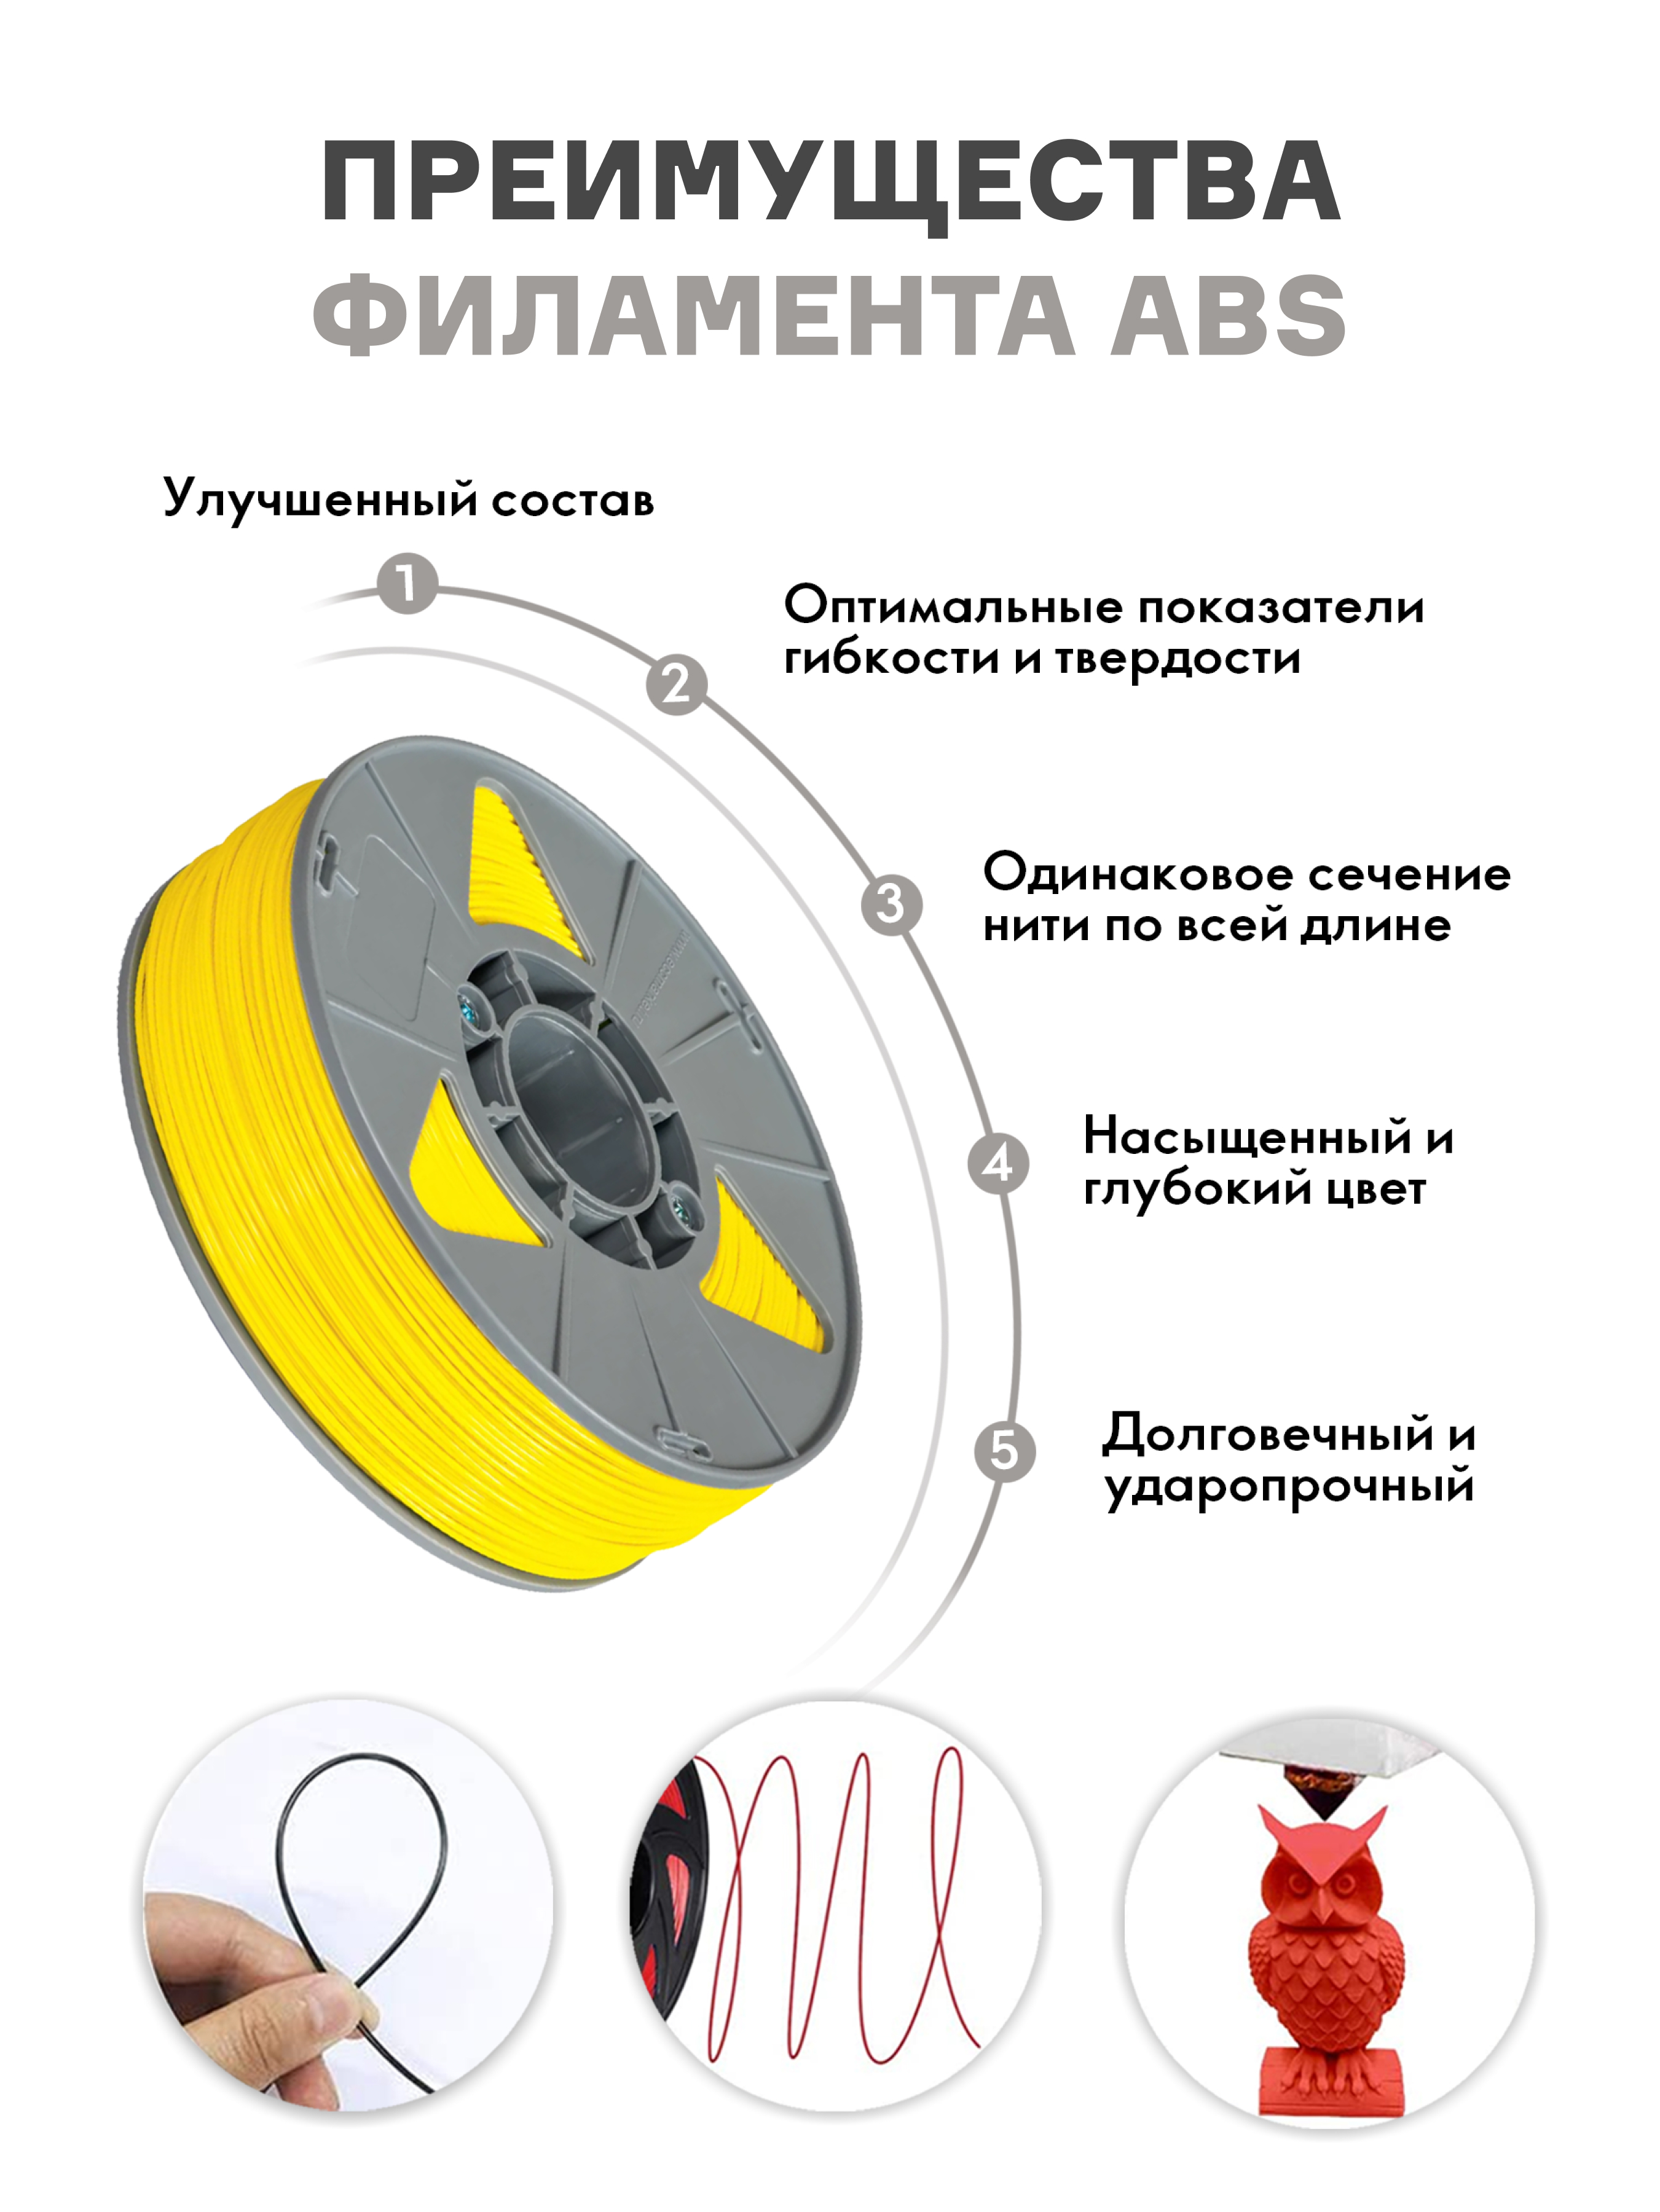 ПРЕИМУЩЕСТВА
ФИЛАМЕНТА ABS
Улучшенный состав
1
Оптимальные показатели
гибкости и твердости
2
Одинаковое сечение
нити по всей длине
3
Насыщенный и
глубокий цвет
4
Долговечный и
ударопрочный
5